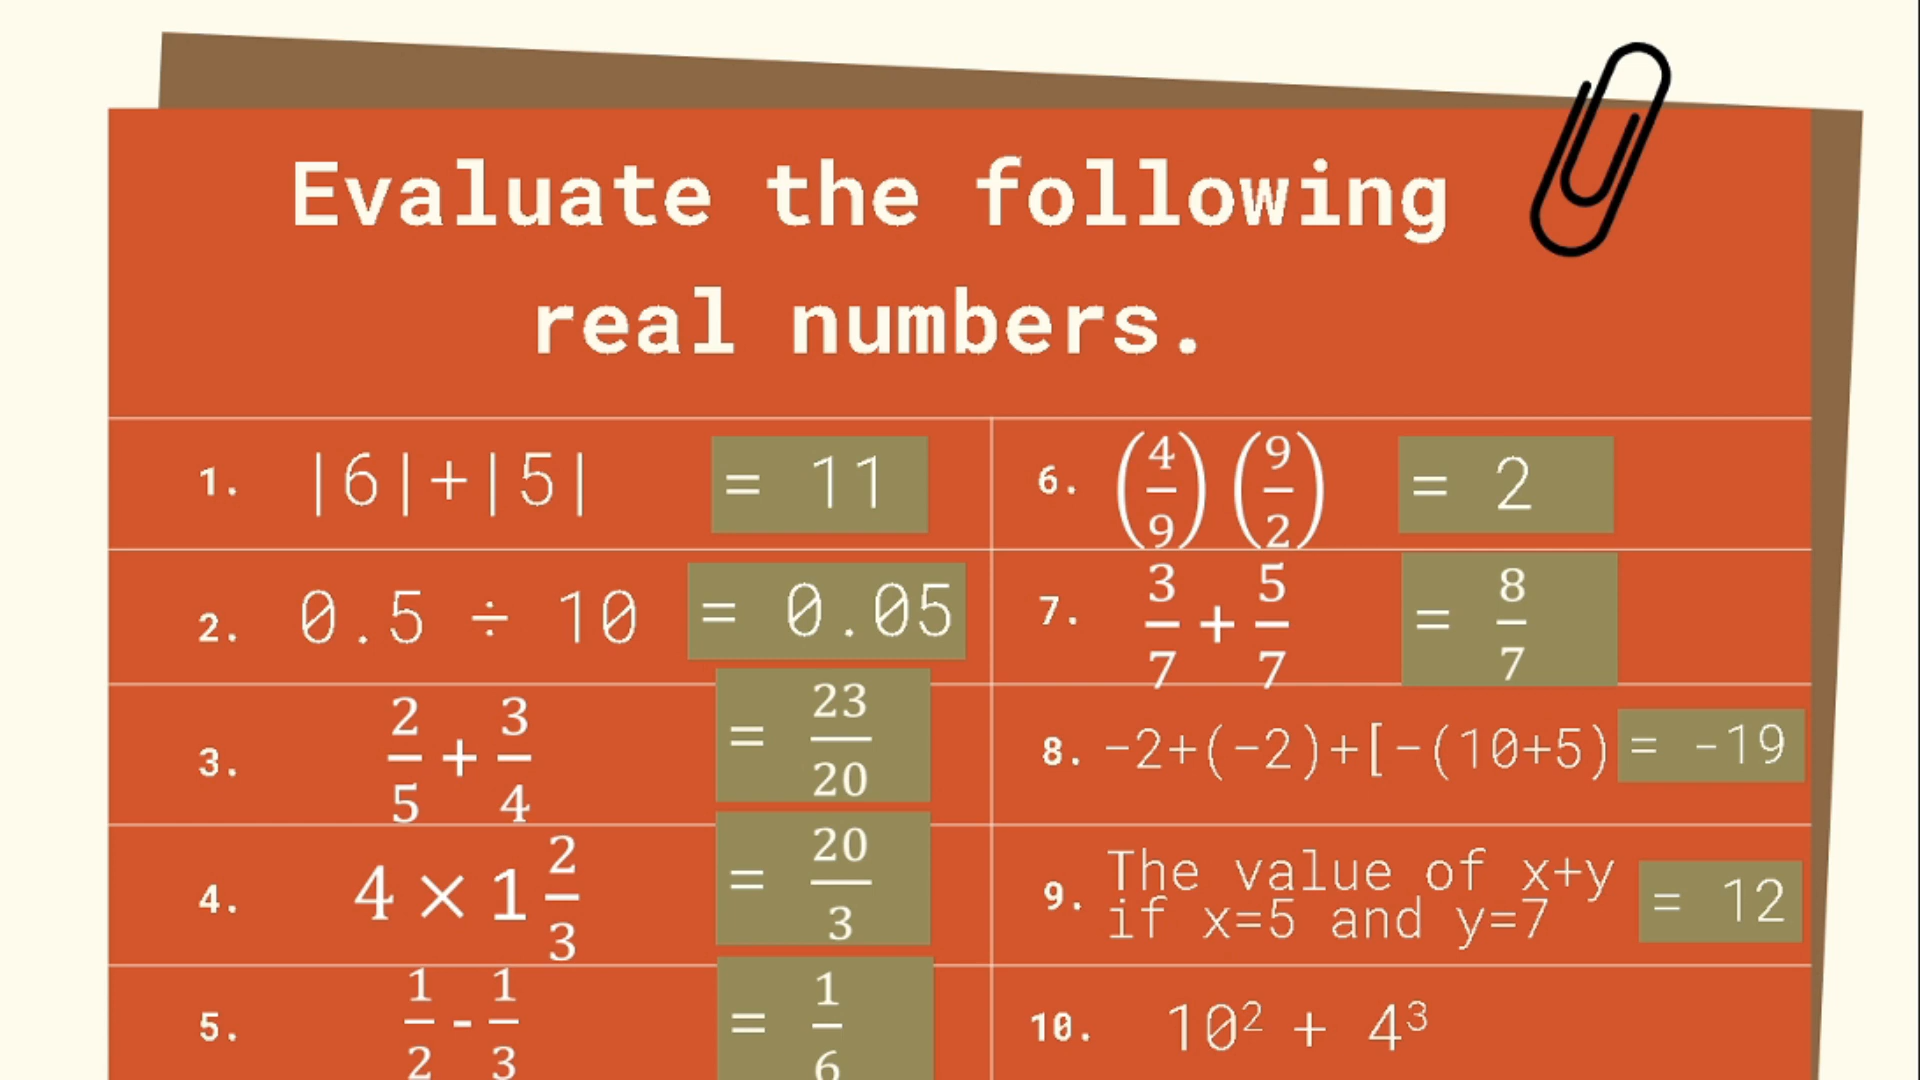 Evaluate the following
real numbers.
1. |6|+|5| = 11
2. 0.5 ÷ 10 = 0.05
3. 2/5 + 3/4 = 23/20
4. 4 × 1 2/3 = 20/3
5. 1/2 - 1/3 = 1/6
6. (4/9) (9/2) = 2
7. 3/7 + 5/7 = 8/7
8. -2+(-2)+[-(10+5) = -19
9. The value of x+y
if x=5 and y=7 = 12
10. 10² + 4³